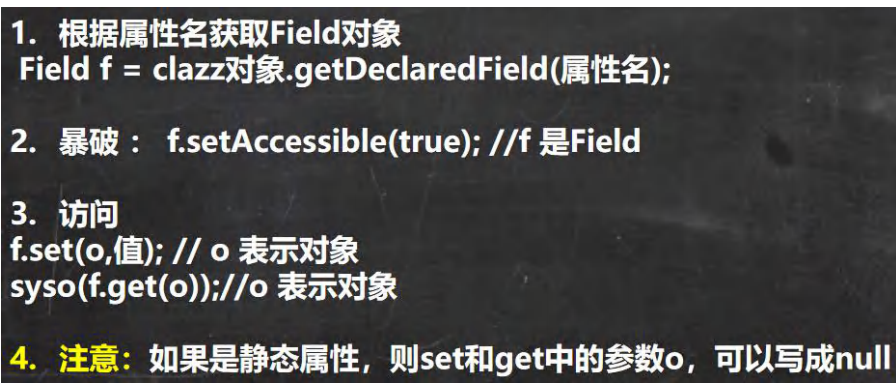 1. 根据属性名获取Field对象
Field f = clazz对象.getDeclaredField(属性名);
2. 暴破： f.setAccessible(true); //f 是Field
3. 访问
f.set(o,值); // o 表示对象
syso(f.get(o));//o 表示对象
4. 注意：如果是静态属性，则set和get中的参数o，可以写成null